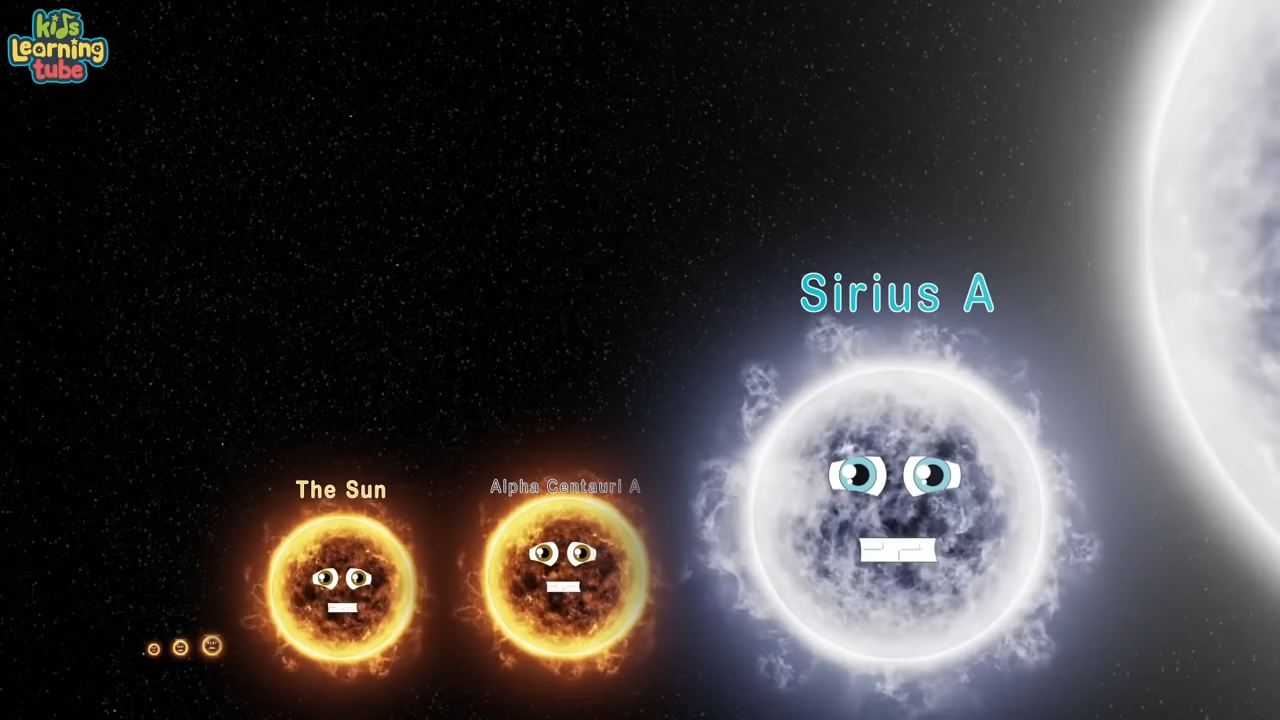 kids
Learning
tube
Sirius A
The Sun
Alpha Centauri A